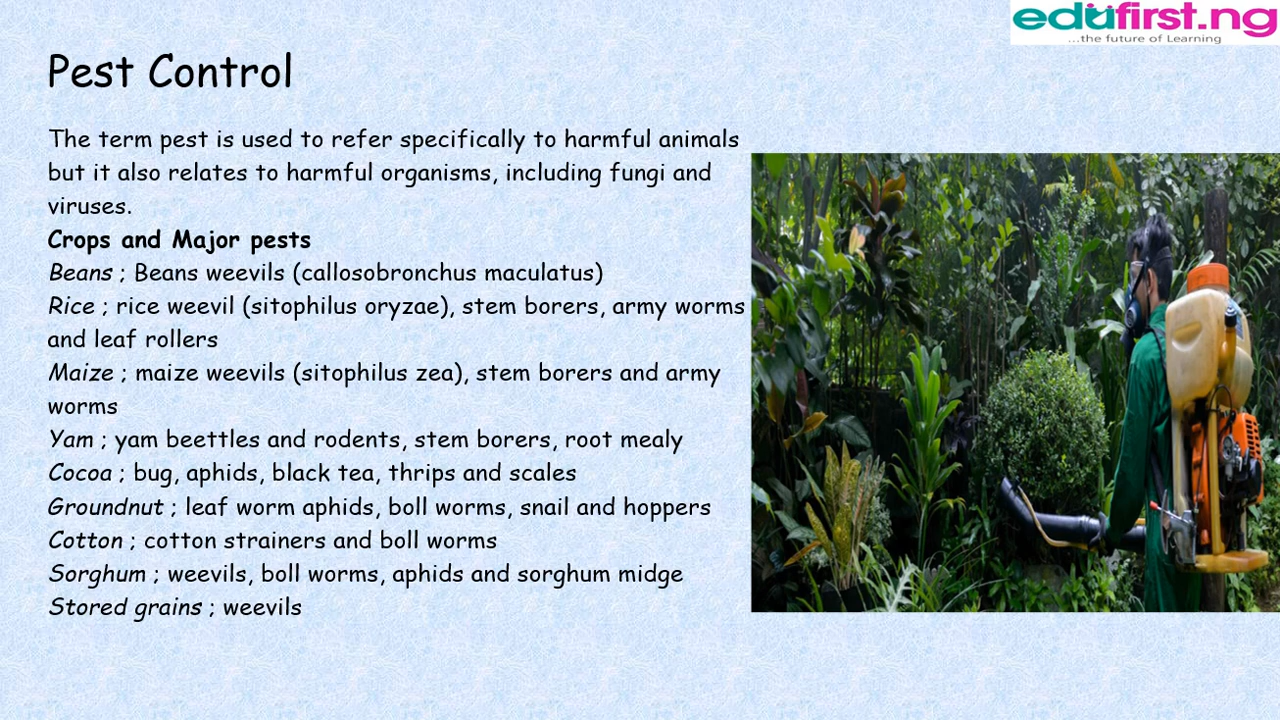 edufirst.ng
...the future of Learning
Pest Control
The term pest is used to refer specifically to harmful animals
but it also relates to harmful organisms, including fungi and
viruses.
Crops and Major pests
Beans ; Beans weevils (callosobronchus maculatus)
Rice ; rice weevil (sitophilus oryzae), stem borers, army worms
and leaf rollers
Maize ; maize weevils (sitophilus zea), stem borers and army
worms
Yam ; yam beettles and rodents, stem borers, root mealy
Cocoa ; bug, aphids, black tea, thrips and scales
Groundnut ; leaf worm aphids, boll worms, snail and hoppers
Cotton ; cotton strainers and boll worms
Sorghum ; weevils, boll worms, aphids and sorghum midge
Stored grains ; weevils